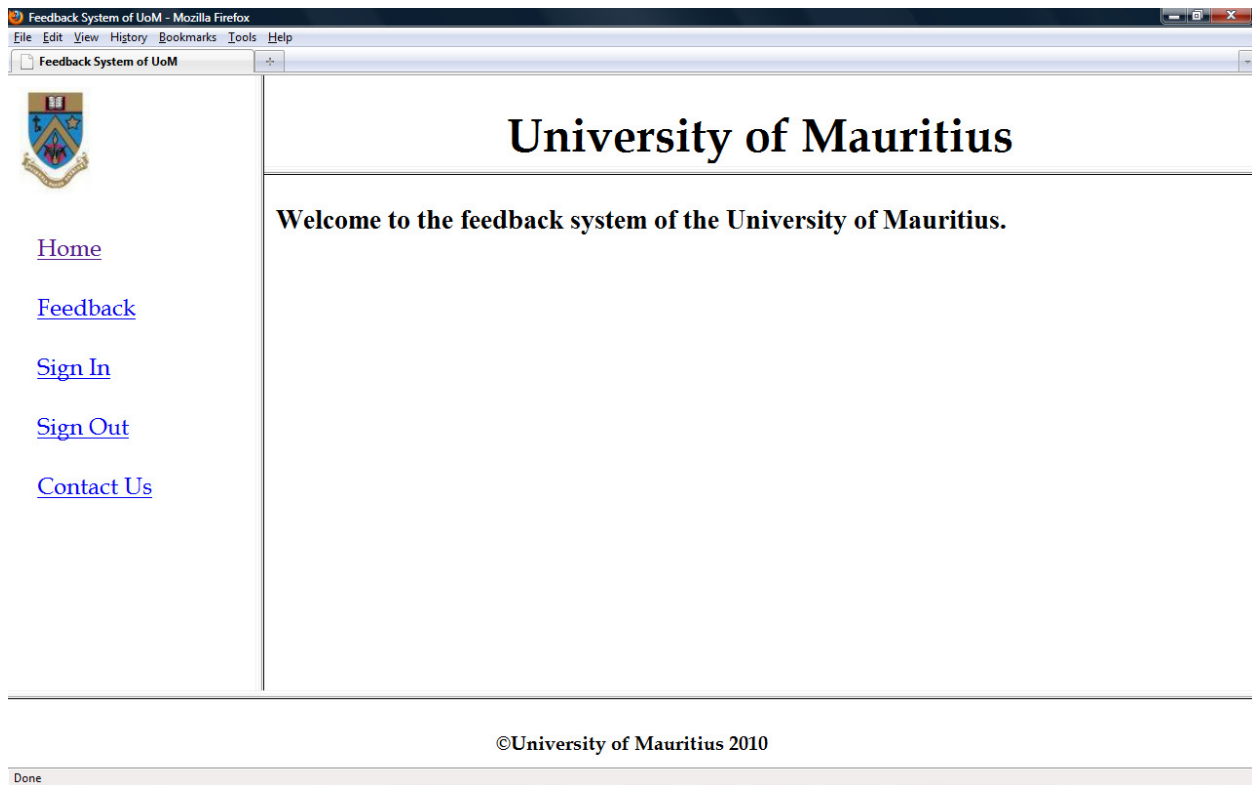 Feedback System of UoM - Mozilla Firefox
File Edit View History Bookmarks Tools Help
Feedback System of UoM
University of Mauritius
Welcome to the feedback system of the University of Mauritius.
Home
Feedback
Sign In
Sign Out
Contact Us
©University of Mauritius 2010
Done